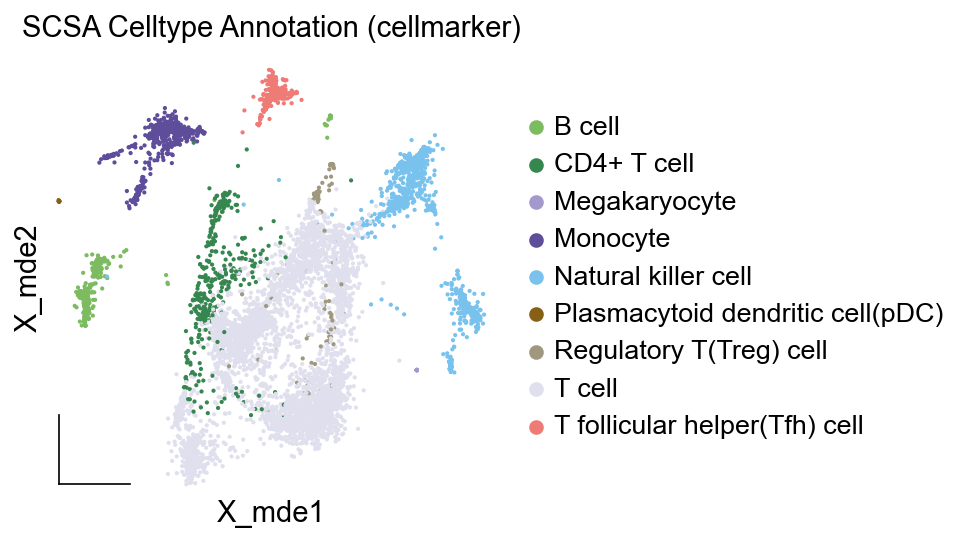 SCSA Celltype Annotation (cellmarker)
B cell
CD4+ T cell
Megakaryocyte
Monocyte
Natural killer cell
Plasmacytoid dendritic cell(pDC)
Regulatory T(Treg) cell
T cell
T follicular helper(Tfh) cell
X_mde2
X_mde1